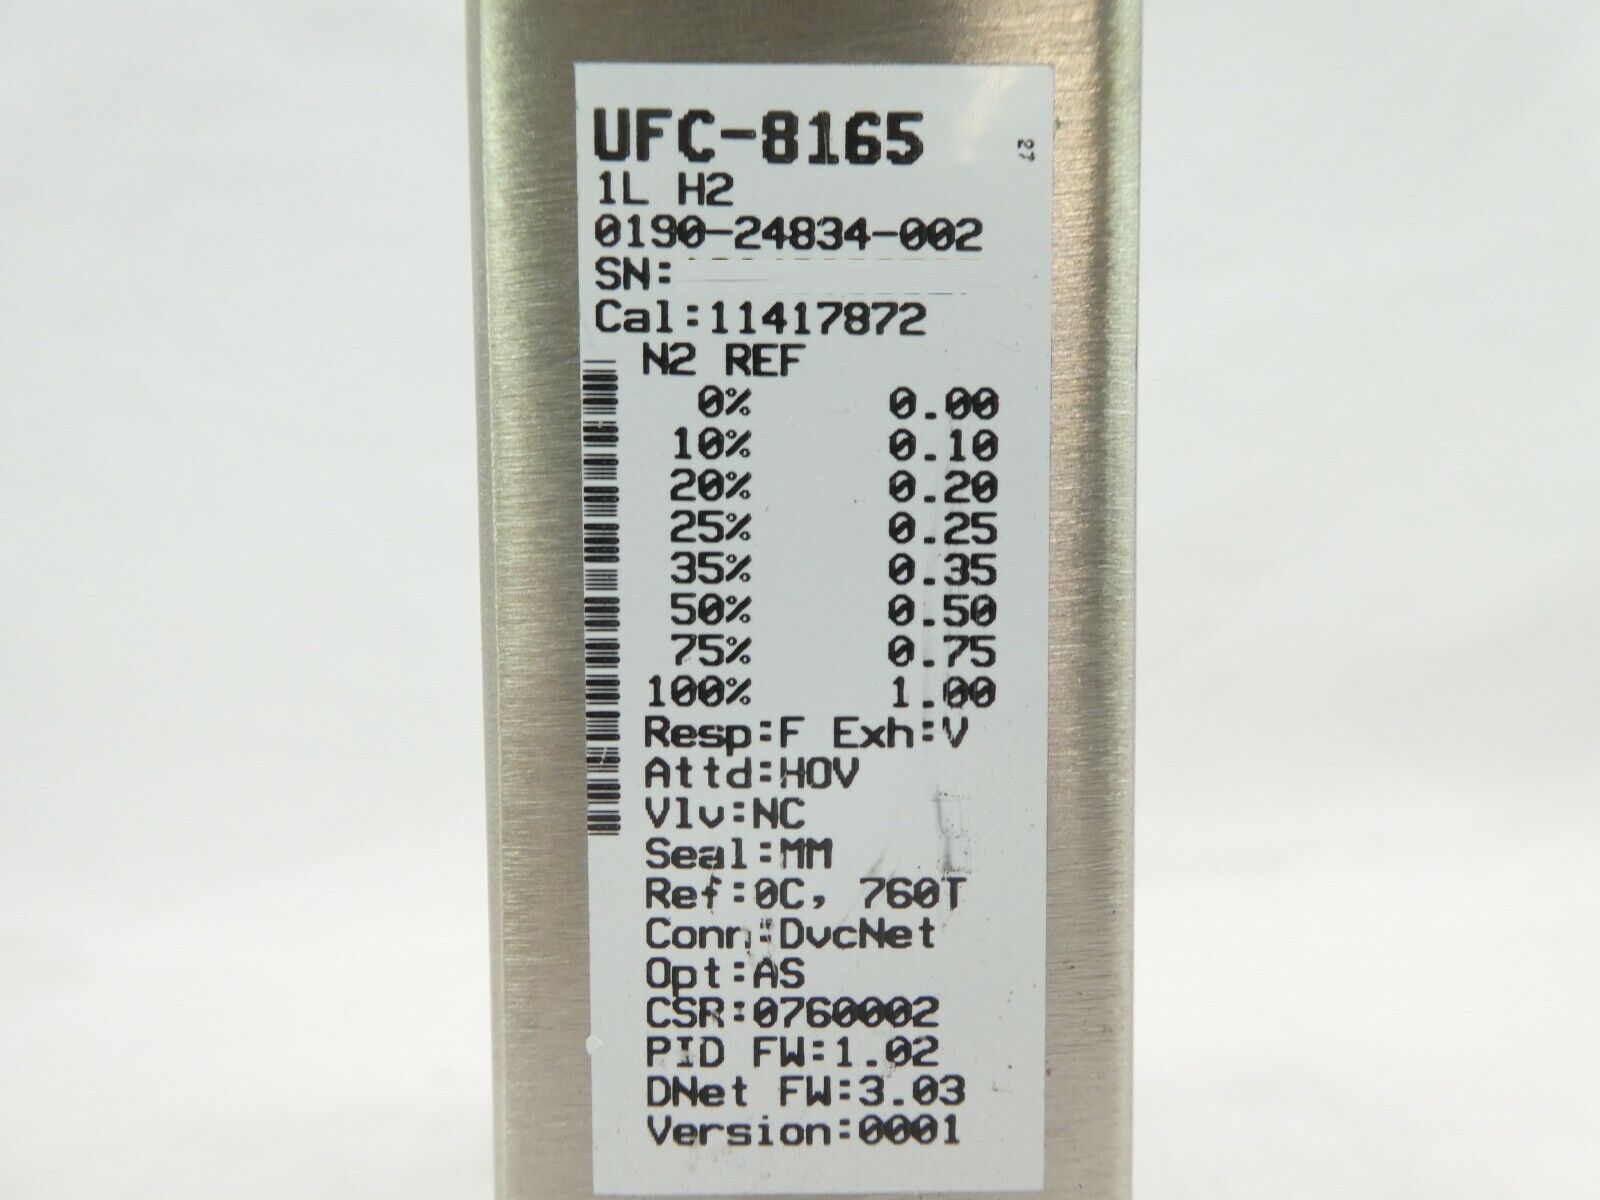 UFC-8165
27
1L H2
0190-24834-002
SN:
Cal:11417872
N2 REF
0% 0.00
10% 0.10
20% 0.20
25% 0.25
35% 0.35
50% 0.50
75% 0.75
100% 1.00
Resp:F Exh:V
Attd:HOV
Vlv:NC
Seal:MM
Ref:0C, 760T
Conn:DvcNet
Opt:AS
CSR:0760002
PID FW:1.02
DNet FW:3.03
Version:0001